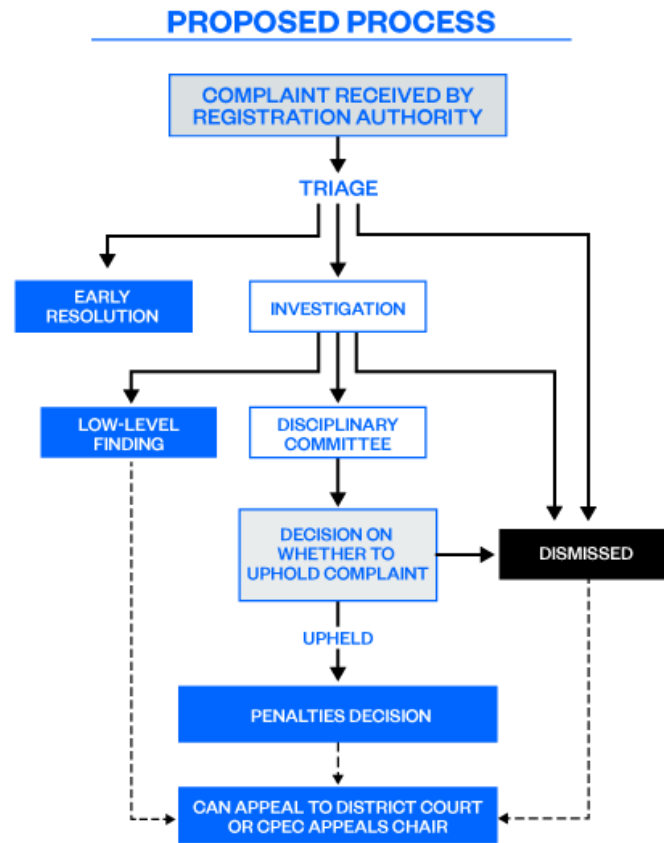 PROPOSED PROCESS
COMPLAINT RECEIVED BY
REGISTRATION AUTHORITY
TRIAGE
EARLY
RESOLUTION
INVESTIGATION
LOW-LEVEL
FINDING
DISCIPLINARY
COMMITTEE
DECISION ON
WHETHER TO
UPHOLD COMPLAINT
DISMISSED
UPHELD
PENALTIES DECISION
CAN APPEAL TO DISTRICT COURT
OR CPEC APPEALS CHAIR